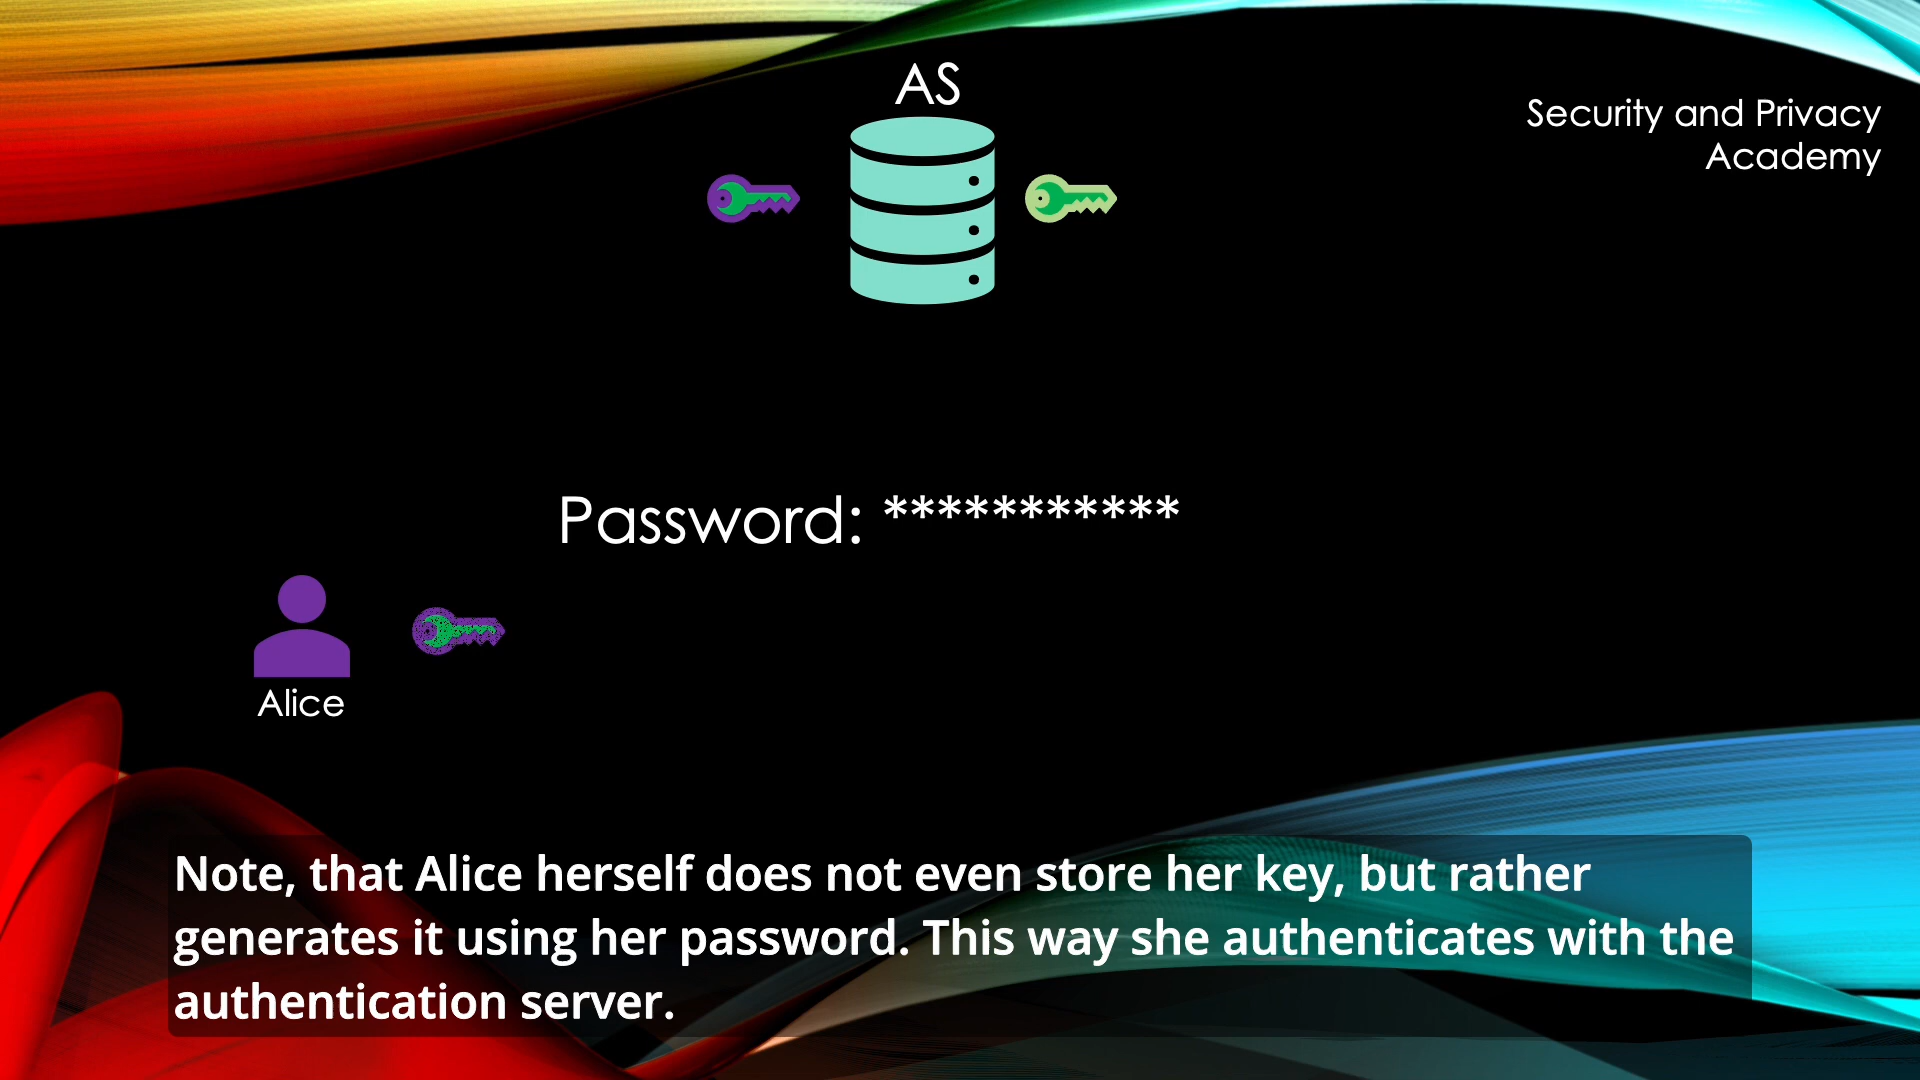 AS
Security and Privacy
Academy
Password: ***********
Alice
Note, that Alice herself does not even store her key, but rather
generates it using her password. This way she authenticates with the
authentication server.